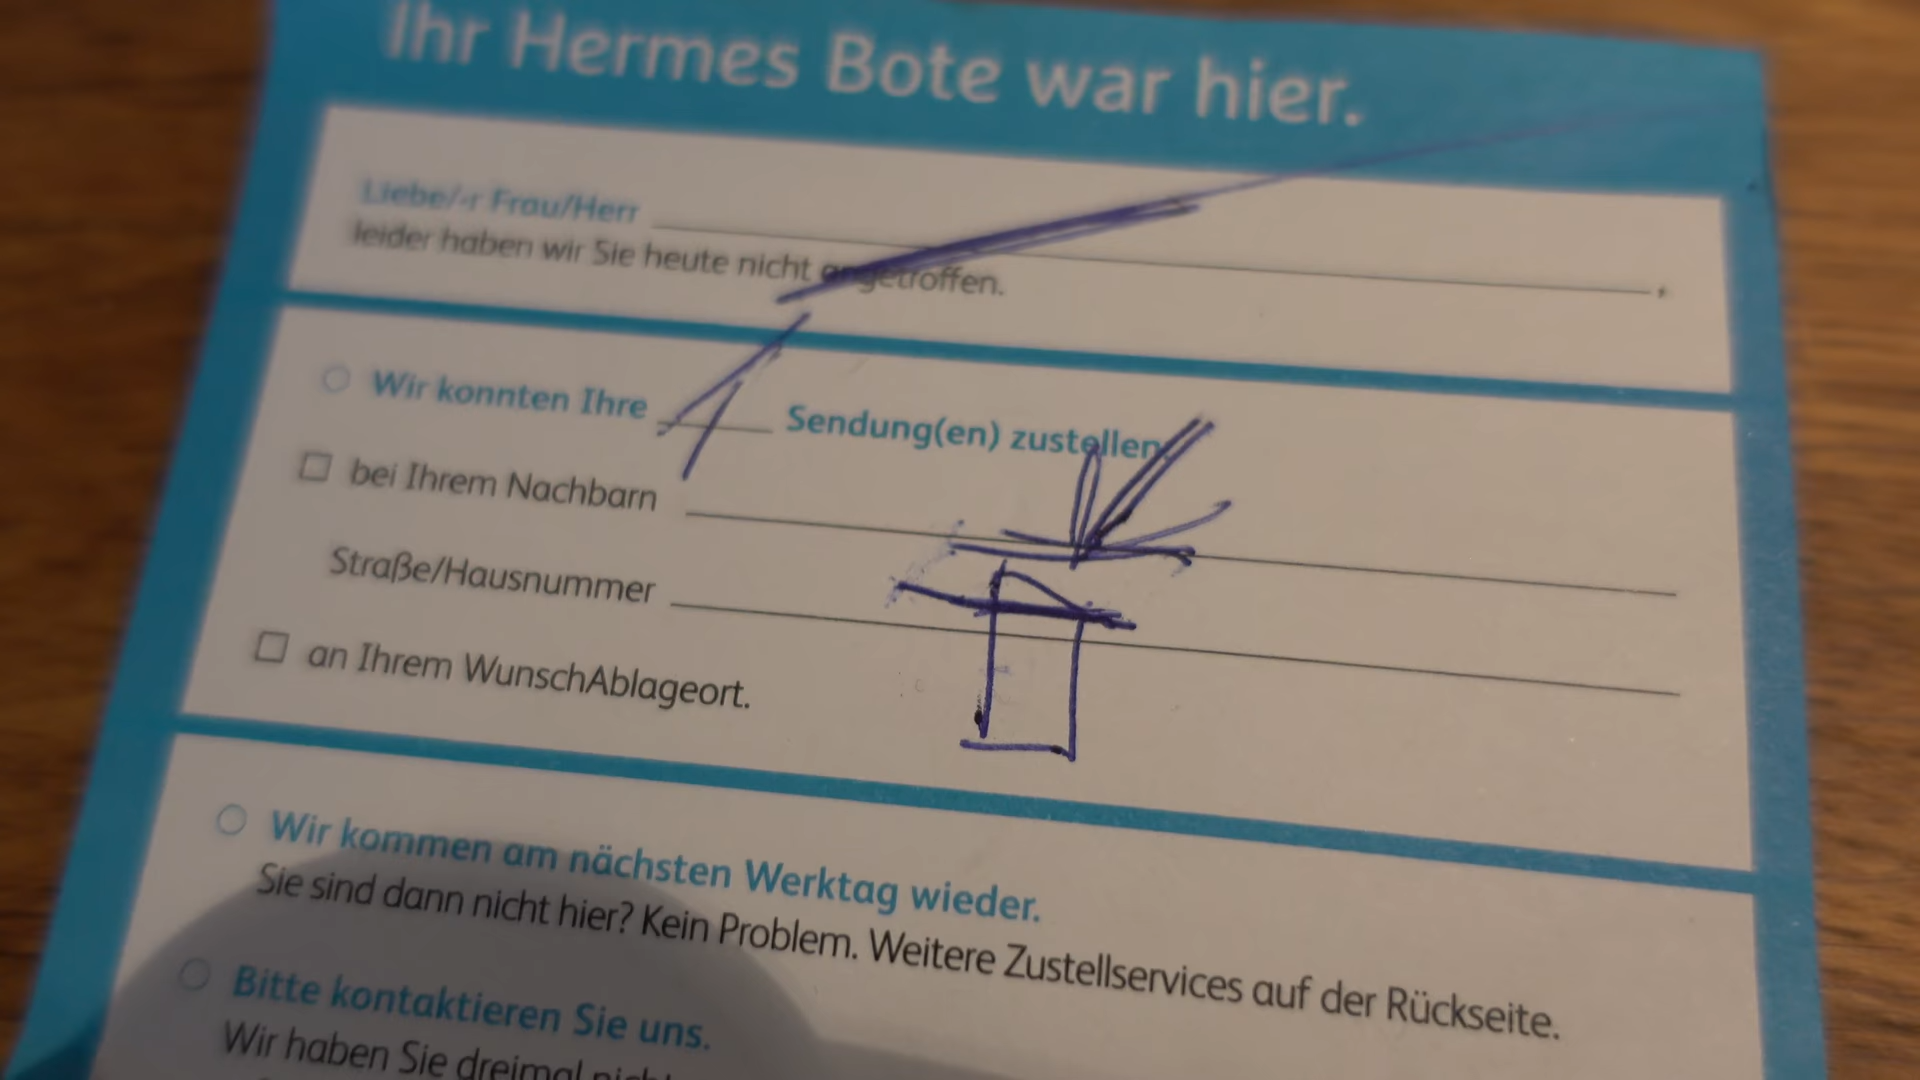 Ihr Hermes Bote war hier.
Liebe/-r Frau/Herr ,
leider haben wir Sie heute nicht angetroffen.
Wir konnten Ihre 1 Sendung(en) zustellen
bei Ihrem Nachbarn
Straße/Hausnummer
an Ihrem WunschAblageort.
Wir kommen am nächsten Werktag wieder.
Sie sind dann nicht hier? Kein Problem. Weitere Zustellservices auf der Rückseite.
Bitte kontaktieren Sie uns.
Wir haben Sie dreimal nicht